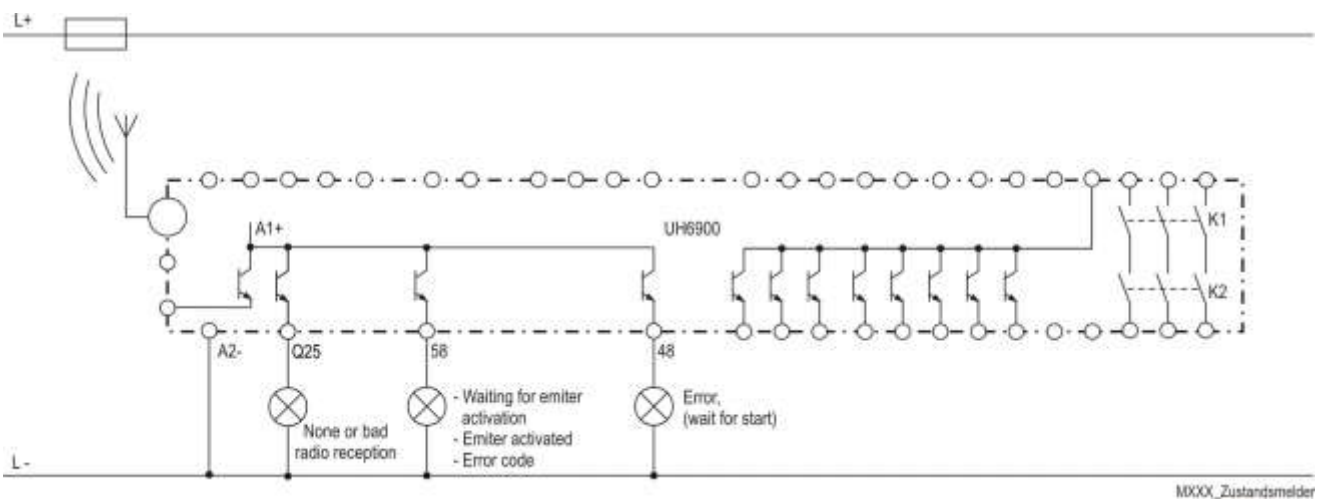 L+
A1+
UH6900
K1
K2
A2-
Q25
58
48
None or bad
radio reception
- Waiting for emiter
activation
- Emiter activated
- Error code
Error,
(wait for start)
L -
MXXX_Zustandsmelder